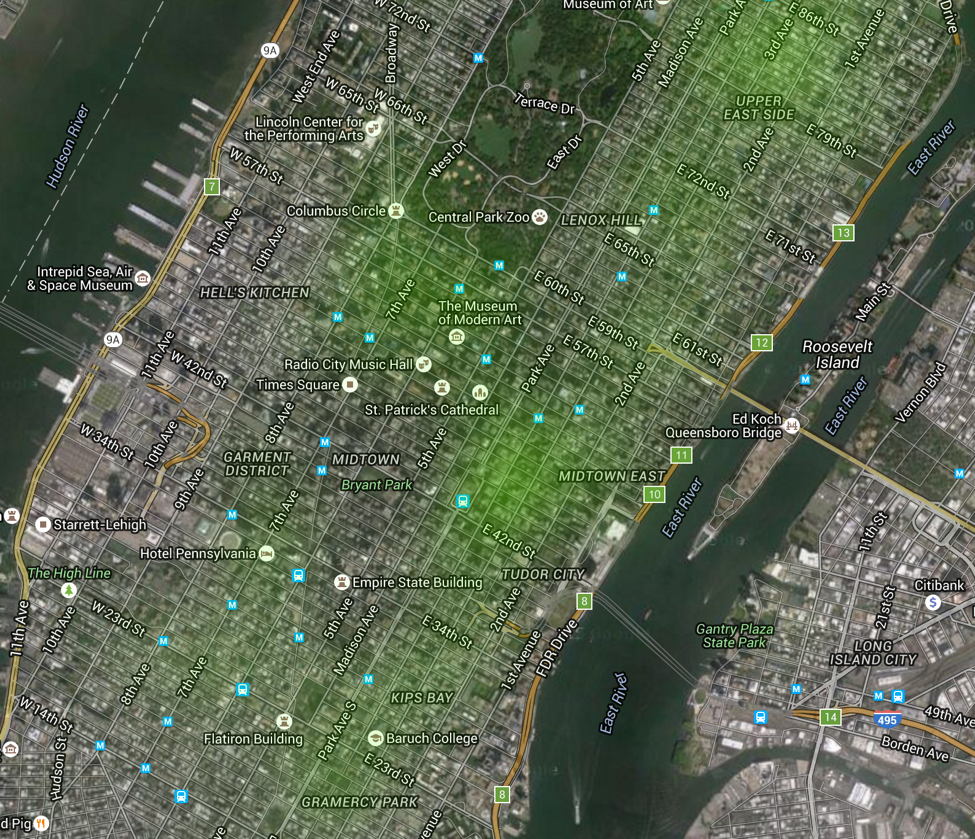 W 72nd St
Museum of Art
Park A
E 86th St
3rd Ave
1st Avenue
Drive
9A
West End Ave
Broadway
5th Ave
Madison Ave
W 65th St
W 66th St
Terrace Dr
UPPER
EAST SIDE
Lincoln Center for
the Performing Arts
E 79th St
Hudson River
East River
W 57th St
West Dr
East Dr
2nd Ave
7
E 72nd St
Columbus Circle
Central Park Zoo
LENOX HILL
11th Ave
10th Ave
E 65th St
E 71st St
13
Intrepid Sea, Air
& Space Museum
HELL'S KITCHEN
E 60th St
Main St
7th Ave
The Museum
of Modern Art
9A
11th Ave
E 59th St
E 61st St
12
Roosevelt
Island
W 42nd St
E 57th St
Radio City Music Hall
Times Square
Park Ave
2nd Ave
St. Patrick's Cathedral
East River
Vernon Blvd
Ed Koch
Queensboro Bridge
8th Ave
W 34th St
10th Ave
GARMENT
DISTRICT
MIDTOWN
5th Ave
11
Bryant Park
MIDTOWN EAST
9th Ave
10
East River
7th Ave
Starrett-Lehigh
E 42nd St
11th St
Hotel Pennsylvania
The High Line
Empire State Building
TUDOR CITY
Citibank
$
8
11th Ave
10th Ave
W 23rd St
5th Ave
Madison Ave
E 34th St
2nd Ave
1st Avenue
FDR Drive
21st St
Gantry Plaza
State Park
LONG
ISLAND CITY
8th Ave
7th Ave
KIPS BAY
East River
W 14th St
Park Ave S
Flatiron Building
Baruch College
14
495
49th Ave
Borden Ave
Hudson St
E 23rd St
8
GRAMERCY PARK
d Pig
venue